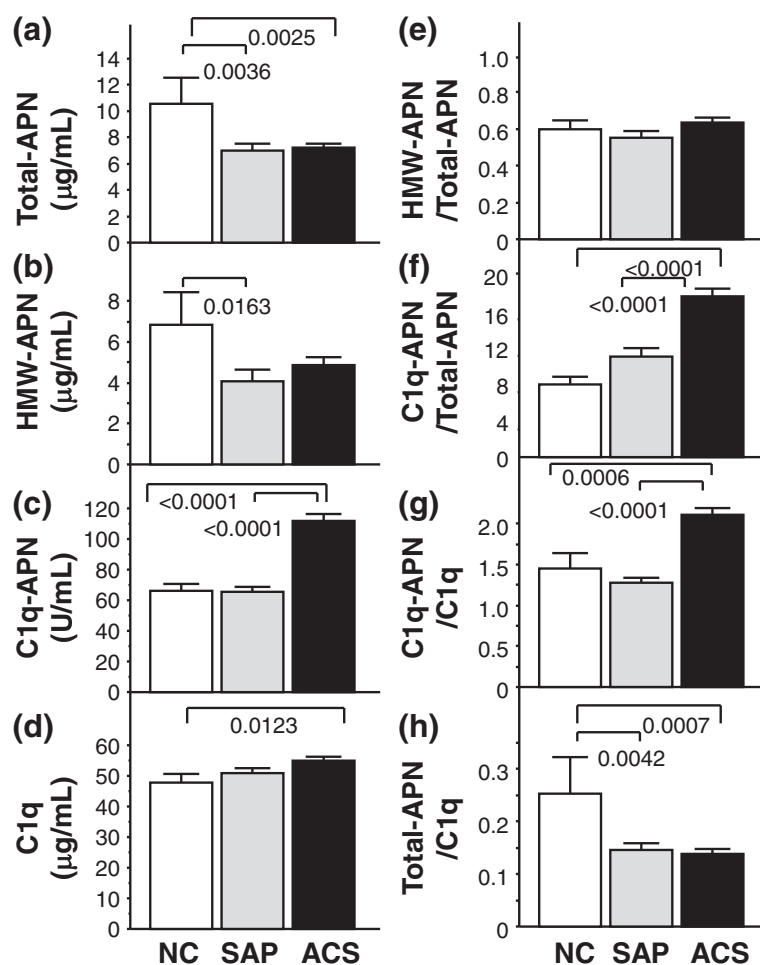 (a)
Total-APN
(μg/mL)
14
12
10
8
6
4
2
0
0.0025
0.0036
(b)
HMW-APN
(μg/mL)
8
6
4
2
0
0.0163
(c)
C1q-APN
(U/mL)
120
100
80
60
40
20
0
<0.0001
<0.0001
(d)
C1q
(μg/mL)
60
50
40
30
20
10
0
0.0123
NC SAP ACS
(e)
HMW-APN
/Total-APN
1.0
0.8
0.6
0.4
0.2
0
(f)
C1q-APN
/Total-APN
20
16
12
8
4
0
<0.0001
<0.0001
(g)
C1q-APN
/C1q
2.0
1.5
1.0
0.5
0
0.0006
<0.0001
(h)
Total-APN
/C1q
0.3
0.2
0.1
0
0.0007
0.0042
NC SAP ACS